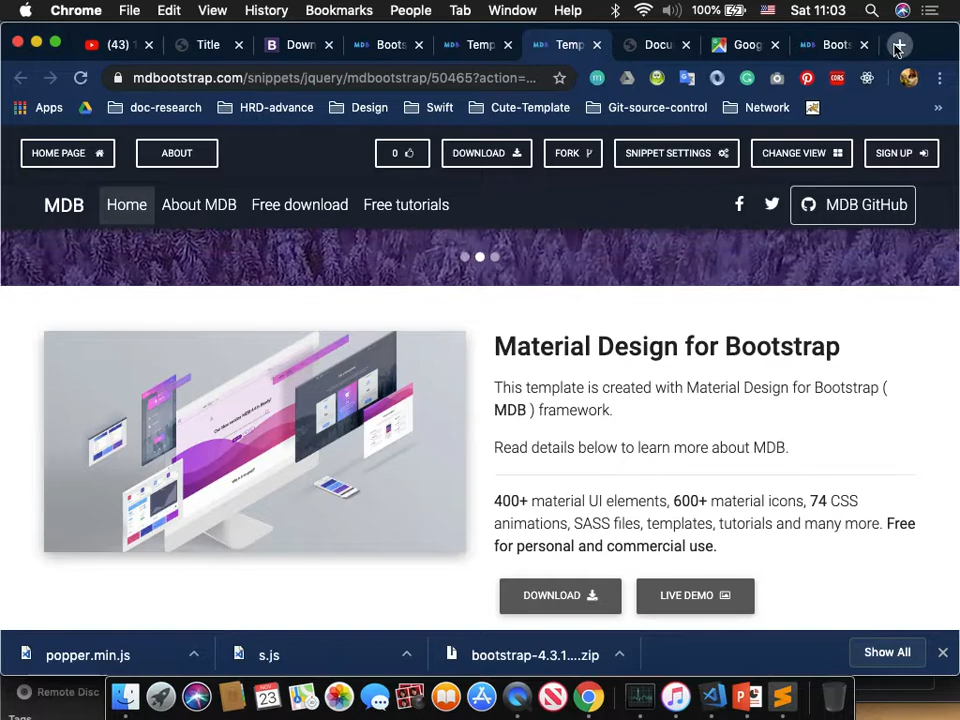 Chrome File Edit View History Bookmarks People Tab Window Help 100% Sat 11:03
(43) 1 Title Down Boots Temp Temp Docu Goog Boots
mdbootstrap.com/snippets/jquery/mdbootstrap/50465?action=...
Apps doc-research HRD-advance Design Swift Cute-Template Git-source-control Network »
HOME PAGE ABOUT 0 DOWNLOAD FORK SNIPPET SETTINGS CHANGE VIEW SIGN UP
MDB Home About MDB Free download Free tutorials MDB GitHub
Material Design for Bootstrap
This template is created with Material Design for Bootstrap (
MDB ) framework.
Read details below to learn more about MDB.
400+ material UI elements, 600+ material icons, 74 CSS
animations, SASS files, templates, tutorials and many more. Free
for personal and commercial use.
DOWNLOAD LIVE DEMO
popper.min.js s.js bootstrap-4.3.1....zip Show All
Remote Disc
NOV
23
Tags